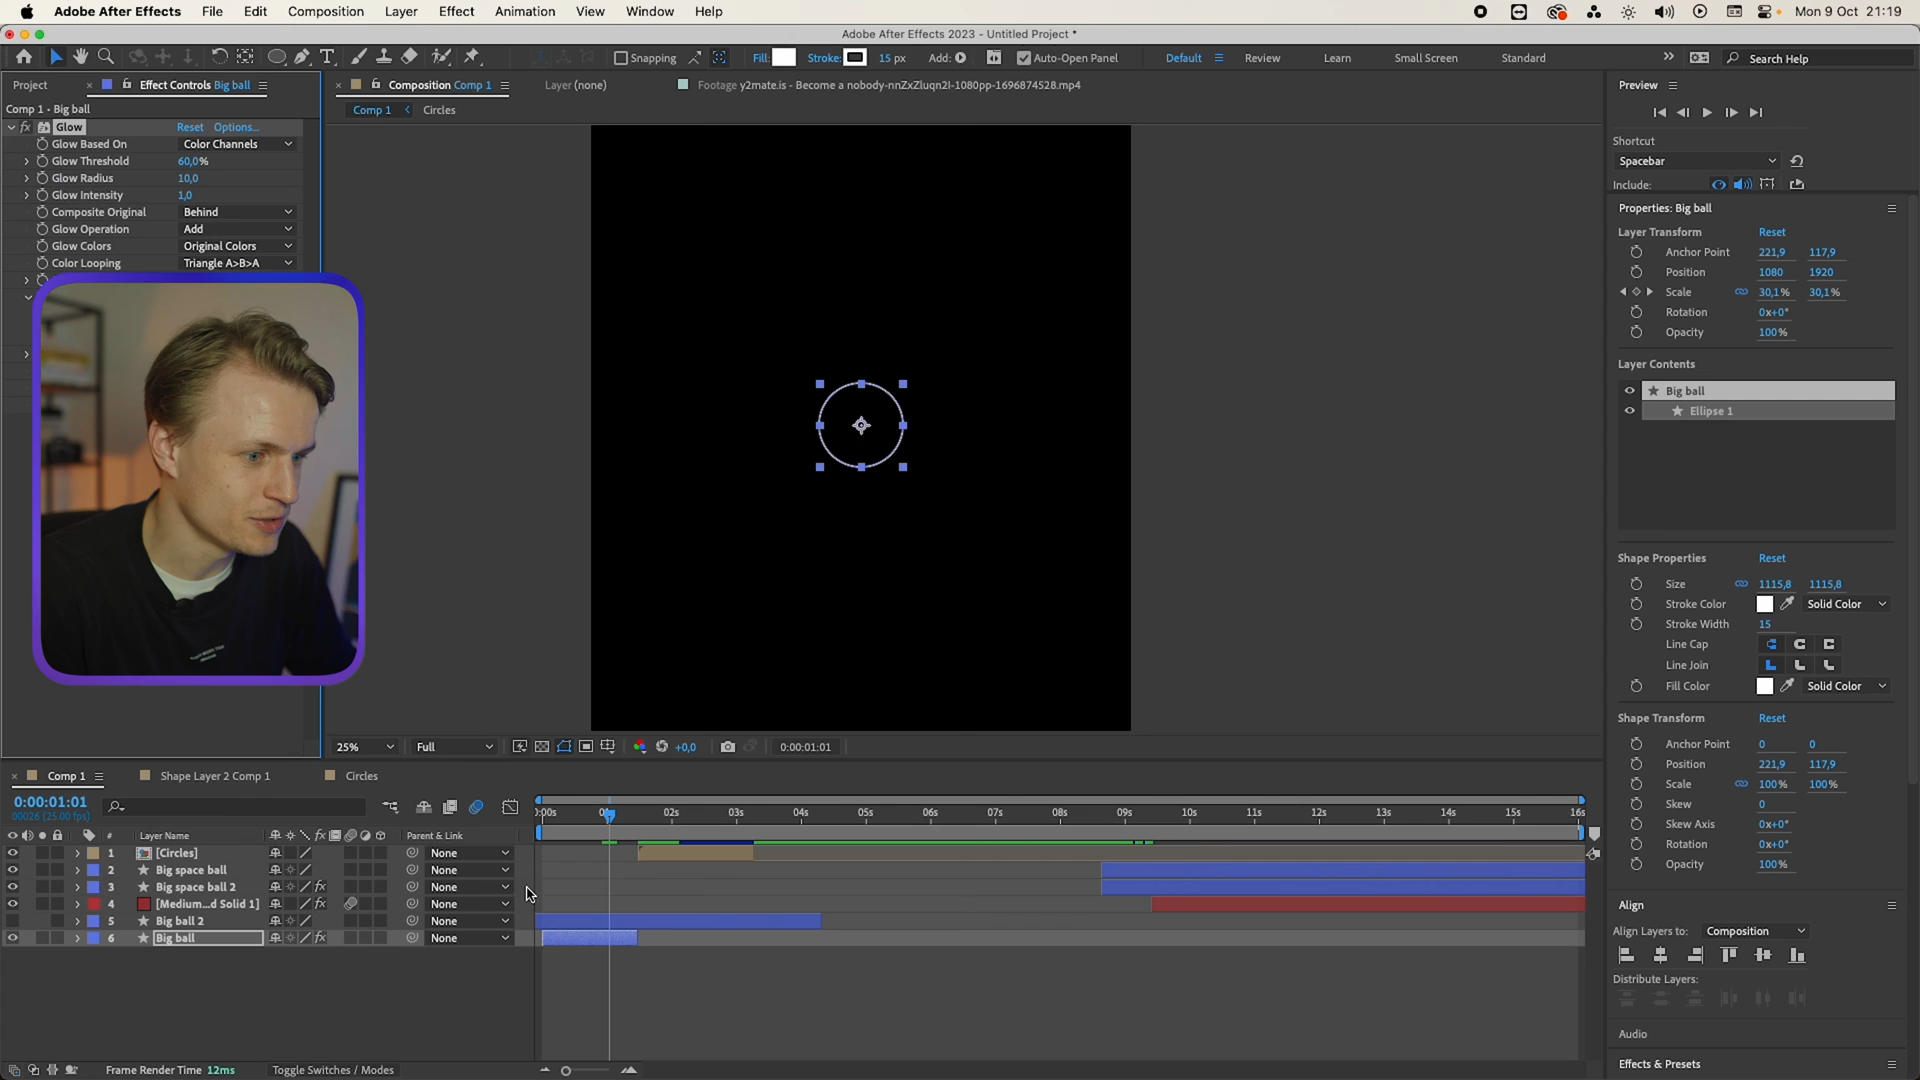 Adobe After Effects File Edit Composition Layer Effect Animation View Window Help Mon 9 Oct 21:19
Adobe After Effects 2023 - Untitled Project *
Snapping Fill: Stroke: 15 px Add: Auto-Open Panel Default Review Learn Small Screen Standard Search Help
Project Effect Controls Big ball Composition Comp 1 Layer (none) Footage y2mate.is - Become a nobody-nnZxZluqn2I-1080pp-1696874528.mp4 Preview
Comp 1 • Big ball Comp 1 Circles
fx Glow Reset Options...
Glow Based On Color Channels
Glow Threshold 60,0%
Glow Radius 10,0
Glow Intensity 1,0
Composite Original Behind
Glow Operation Add
Glow Colors Original Colors
Color Looping Triangle A>B>A
Shortcut
Spacebar
Include:
Properties: Big ball
Layer Transform Reset
Anchor Point 221,9 117,9
Position 1080 1920
Scale 30,1% 30,1%
Rotation 0x+0°
Opacity 100%
Layer Contents
Big ball
Ellipse 1
Shape Properties Reset
Size 1115,8 1115,8
Stroke Color Solid Color
Stroke Width 15
Line Cap
Line Join
Fill Color Solid Color
Shape Transform Reset
Anchor Point 0 0
Position 221,9 117,9
Scale 100% 100%
Skew 0
Skew Axis 0x+0°
Rotation 0x+0°
Opacity 100%
Align
Align Layers to: Composition
Distribute Layers:
Audio
Effects & Presets
25% Full +0,0 0:00:01:01
Comp 1 Shape Layer 2 Comp 1 Circles
0:00:01:01
00026 (25.00 fps)
:00s 02s 03s 04s 05s 06s 07s 08s 09s 10s 11s 12s 13s 14s 15s 16s
# Layer Name fx Parent & Link
1 [Circles] None
2 Big space ball None
3 Big space ball 2 fx None
4 [Medium...d Solid 1] None
5 Big ball 2 None
6 Big ball fx None
Frame Render Time 12ms Toggle Switches / Modes